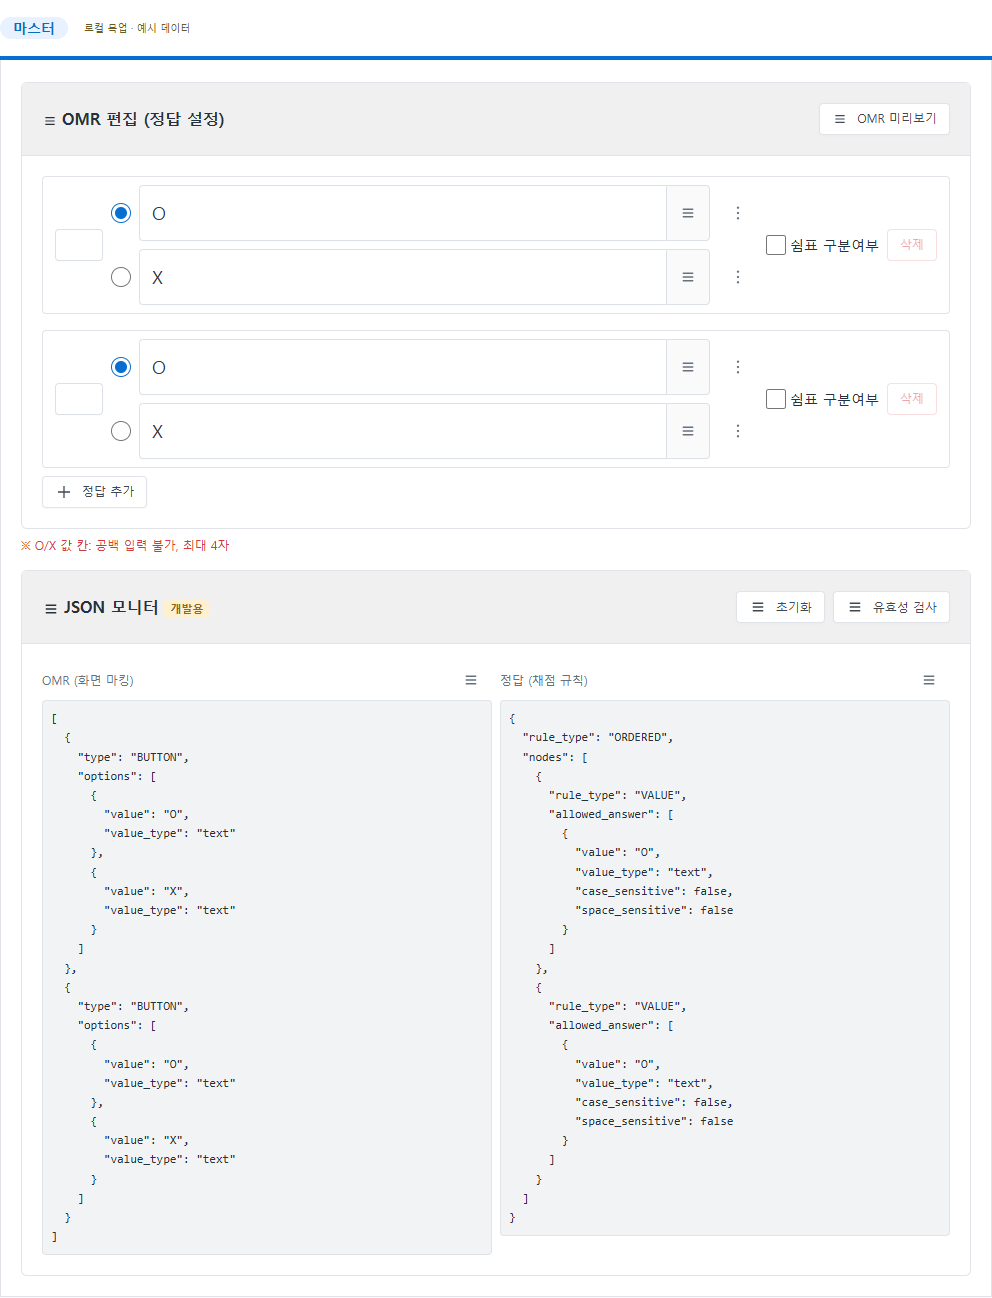 마스터
로컬 목업 · 예시 데이터
OMR 편집 (정답 설정)
OMR 미리보기
O
X
쉼표 구분여부
삭제
O
X
쉼표 구분여부
삭제
정답 추가
※ O/X 값 칸: 공백 입력 불가, 최대 4자
JSON 모니터 개발용
초기화
유효성 검사
OMR (화면 마킹)
[
  {
    "type": "BUTTON",
    "options": [
      {
        "value": "O",
        "value_type": "text"
      },
      {
        "value": "X",
        "value_type": "text"
      }
    ]
  },
  {
    "type": "BUTTON",
    "options": [
      {
        "value": "O",
        "value_type": "text"
      },
      {
        "value": "X",
        "value_type": "text"
      }
    ]
  }
]
정답 (채점 규칙)
{
  "rule_type": "ORDERED",
  "nodes": [
    {
      "rule_type": "VALUE",
      "allowed_answer": [
        {
          "value": "O",
          "value_type": "text",
          "case_sensitive": false,
          "space_sensitive": false
        }
      ]
    },
    {
      "rule_type": "VALUE",
      "allowed_answer": [
        {
          "value": "O",
          "value_type": "text",
          "case_sensitive": false,
          "space_sensitive": false
        }
      ]
    }
  ]
}